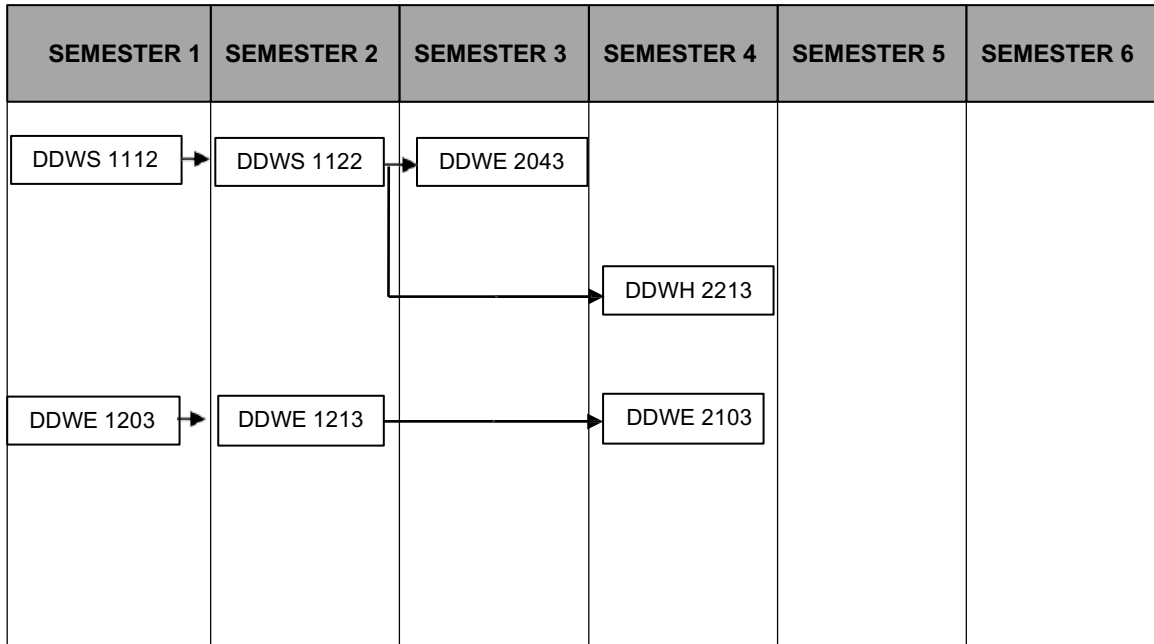 SEMESTER 1 SEMESTER 2 SEMESTER 3 SEMESTER 4 SEMESTER 5 SEMESTER 6
DDWS 1112 DDWS 1122 DDWE 2043
DDWH 2213
DDWE 1203 DDWE 1213 DDWE 2103